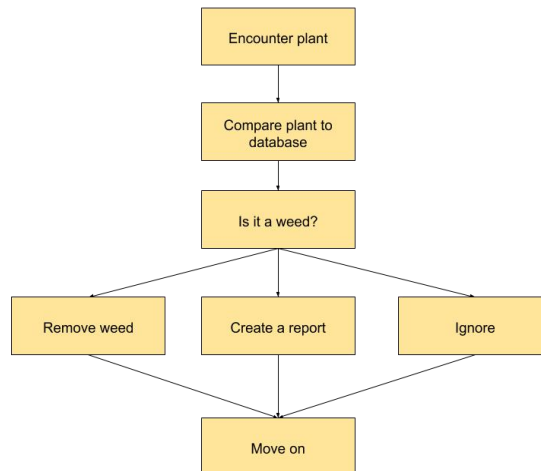 Encounter plant
Compare plant to
database
Is it a weed?
Remove weed
Create a report
Ignore
Move on